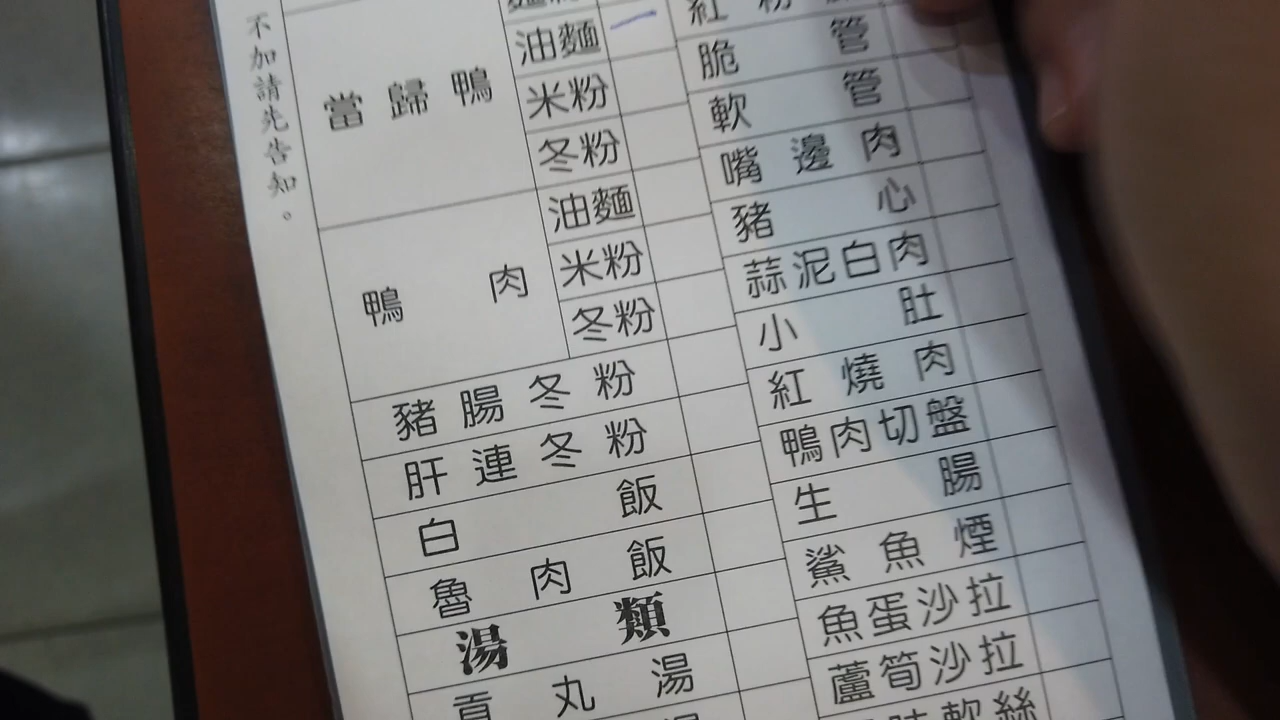 不加請先告知。
當歸鴨
油麵
米粉
冬粉
鴨肉
油麵
米粉
冬粉
豬腸冬粉
肝連冬粉
白飯
魯肉飯
湯類
貢丸湯
脆管
軟管
嘴邊肉
豬心
蒜泥白肉
小肚
紅燒肉
鴨肉切盤
生腸
鯊魚煙
魚蛋沙拉
蘆筍沙拉